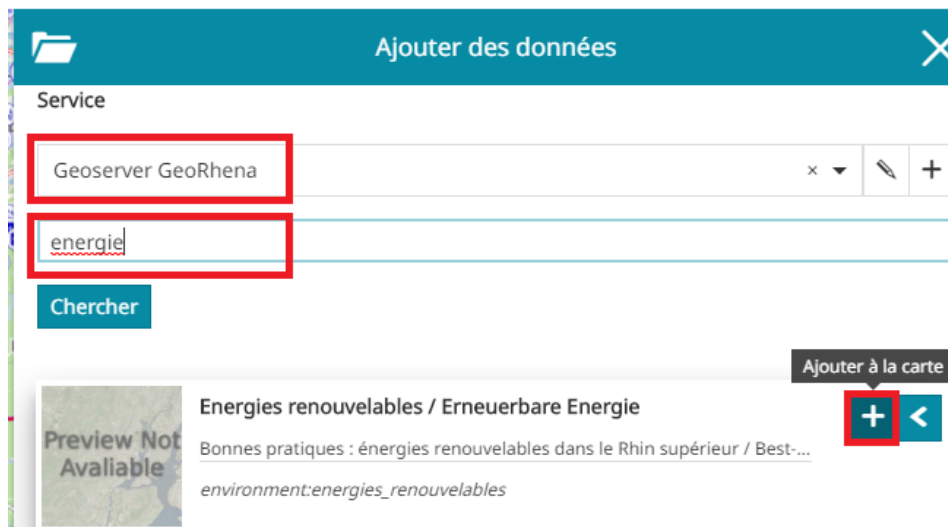 Ajouter des données
Service
Geoserver GeoRhena
energie
Chercher
Ajouter à la carte
Energies renouvelables / Erneuerbare Energie
Bonnes pratiques : énergies renouvelables dans le Rhin supérieur / Best-...
environment:energies_renouvelables
Preview Not
Avaliable